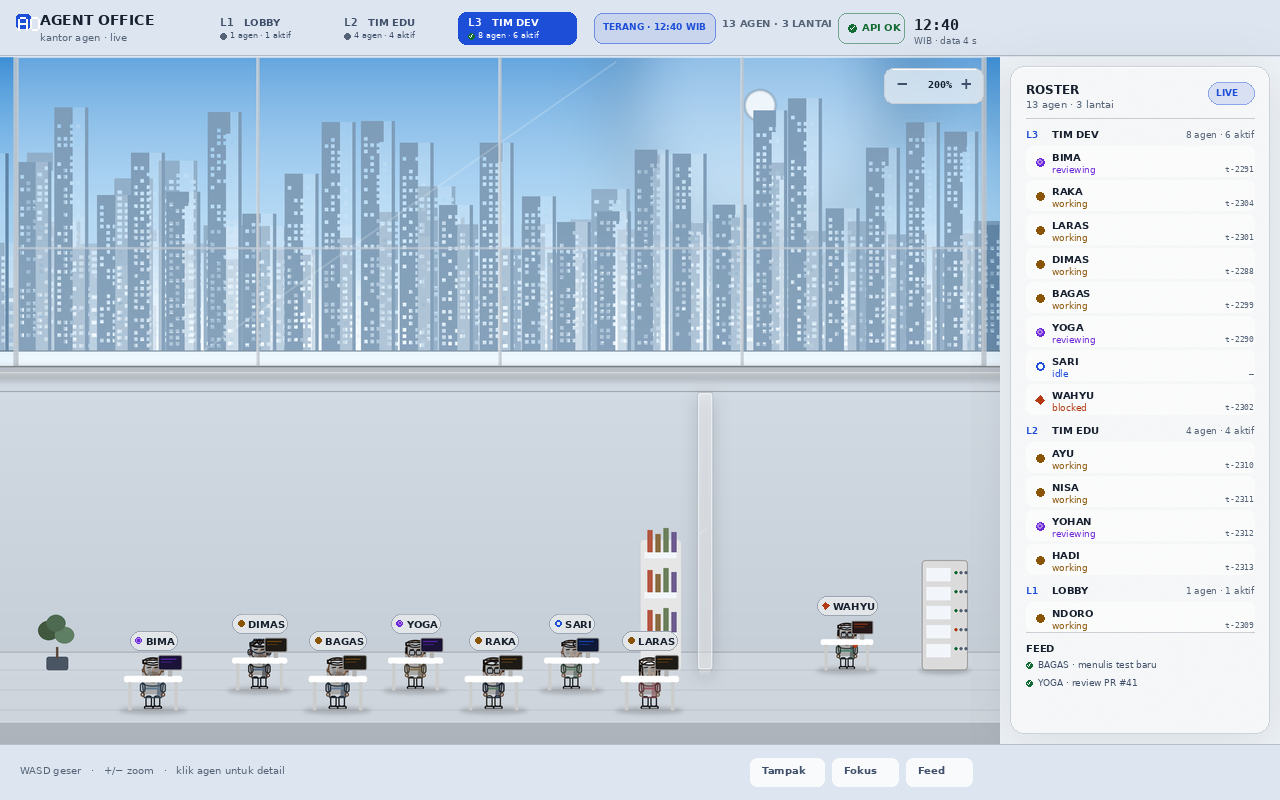 AGENT OFFICE
kantor agen · live
L1 LOBBY
1 agen · 1 aktif
L2 TIM EDU
4 agen · 4 aktif
L3 TIM DEV
8 agen · 6 aktif
TERANG · 12:40 WIB
13 AGEN · 3 LANTAI
API OK
12:40
WIB · data 4 s
− 200% +
ROSTER
13 agen · 3 lantai
LIVE
L3 TIM DEV 8 agen · 6 aktif
BIMA
reviewing t-2291
RAKA
working t-2304
LARAS
working t-2301
DIMAS
working t-2288
BAGAS
working t-2299
YOGA
reviewing t-2290
SARI
idle —
WAHYU
blocked t-2302
L2 TIM EDU 4 agen · 4 aktif
AYU
working t-2310
NISA
working t-2311
YOHAN
reviewing t-2312
HADI
working t-2313
L1 LOBBY 1 agen · 1 aktif
NDORO
working t-2309
FEED
BAGAS · menulis test baru
YOGA · review PR #41
WAHYU
DIMAS
YOGA
SARI
BIMA
BAGAS
RAKA
LARAS
WASD geser · +/− zoom · klik agen untuk detail
Tampak
Fokus
Feed